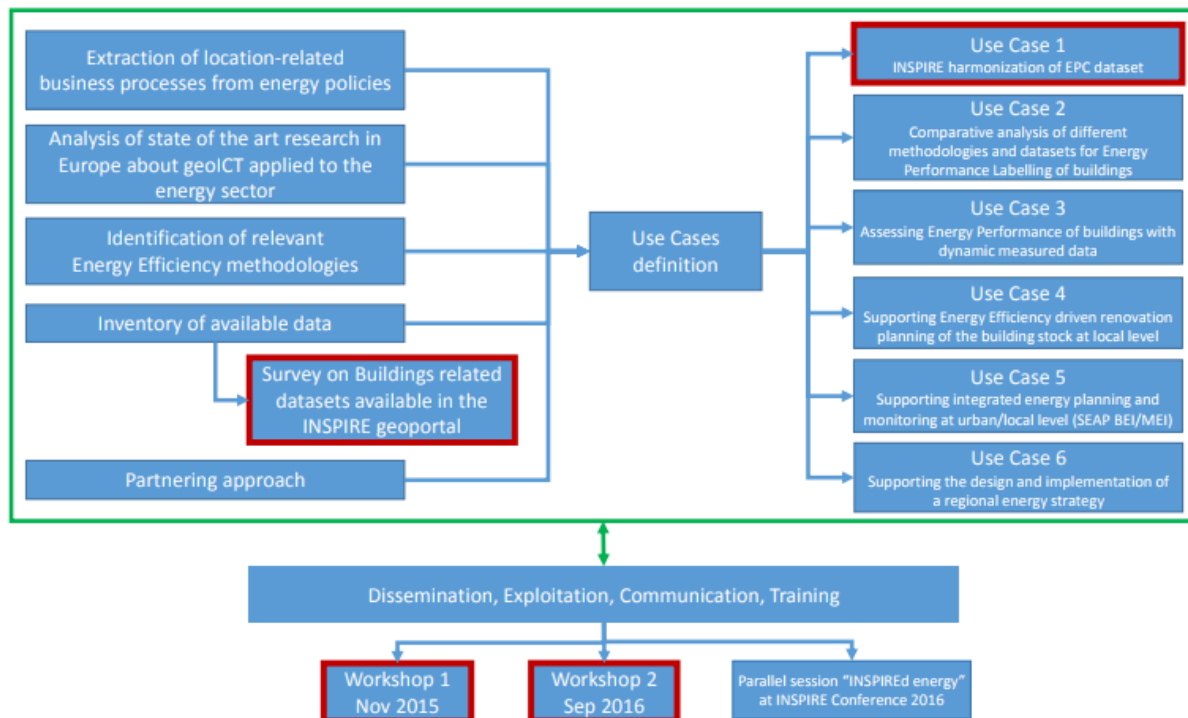 Extraction of location-related
business processes from energy policies
Analysis of state of the art research in
Europe about geoICT applied to the
energy sector
Identification of relevant
Energy Efficiency methodologies
Inventory of available data
Survey on Buildings related
datasets available in the
INSPIRE geoportal
Partnering approach
Use Cases
definition
Use Case 1
INSPIRE harmonization of EPC dataset
Use Case 2
Comparative analysis of different
methodologies and datasets for Energy
Performance Labelling of buildings
Use Case 3
Assessing Energy Performance of buildings with
dynamic measured data
Use Case 4
Supporting Energy Efficiency driven renovation
planning of the building stock at local level
Use Case 5
Supporting integrated energy planning and
monitoring at urban/local level (SEAP BEI/MEI)
Use Case 6
Supporting the design and implementation of
a regional energy strategy
Dissemination, Exploitation, Communication, Training
Workshop 1
Nov 2015
Workshop 2
Sep 2016
Parallel session “INSPIREd energy”
at INSPIRE Conference 2016